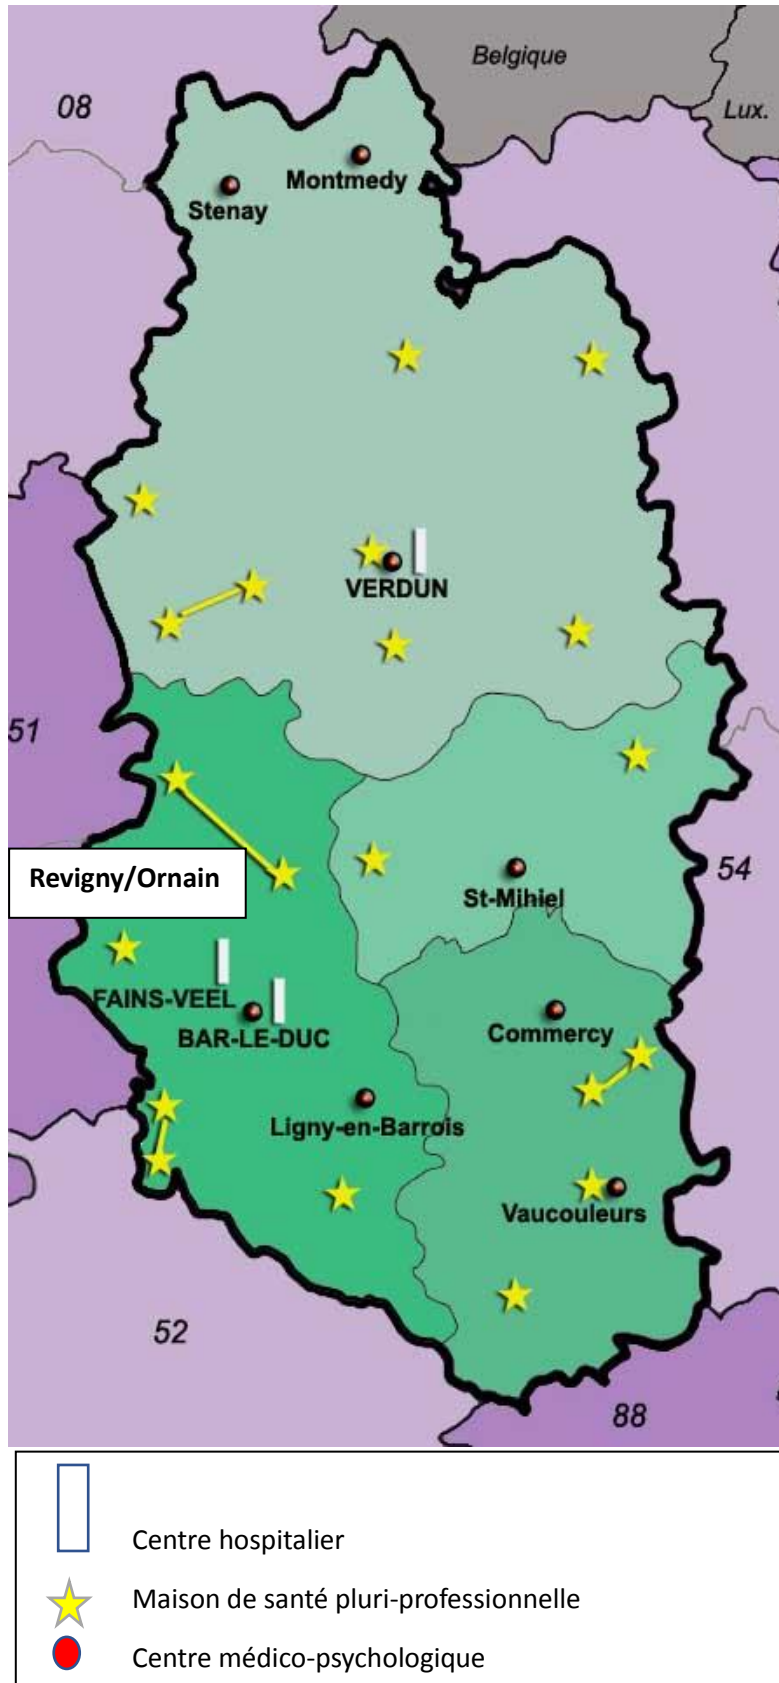 Belgique
08
Lux.
Montmedy
Stenay
VERDUN
51
Revigny/Ornain
54
St-Mihiel
FAINS-VEEL
BAR-LE-DUC
Commercy
Ligny-en-Barrois
Vaucouleurs
52
88
Centre hospitalier
Maison de santé pluri-professionnelle
Centre médico-psychologique